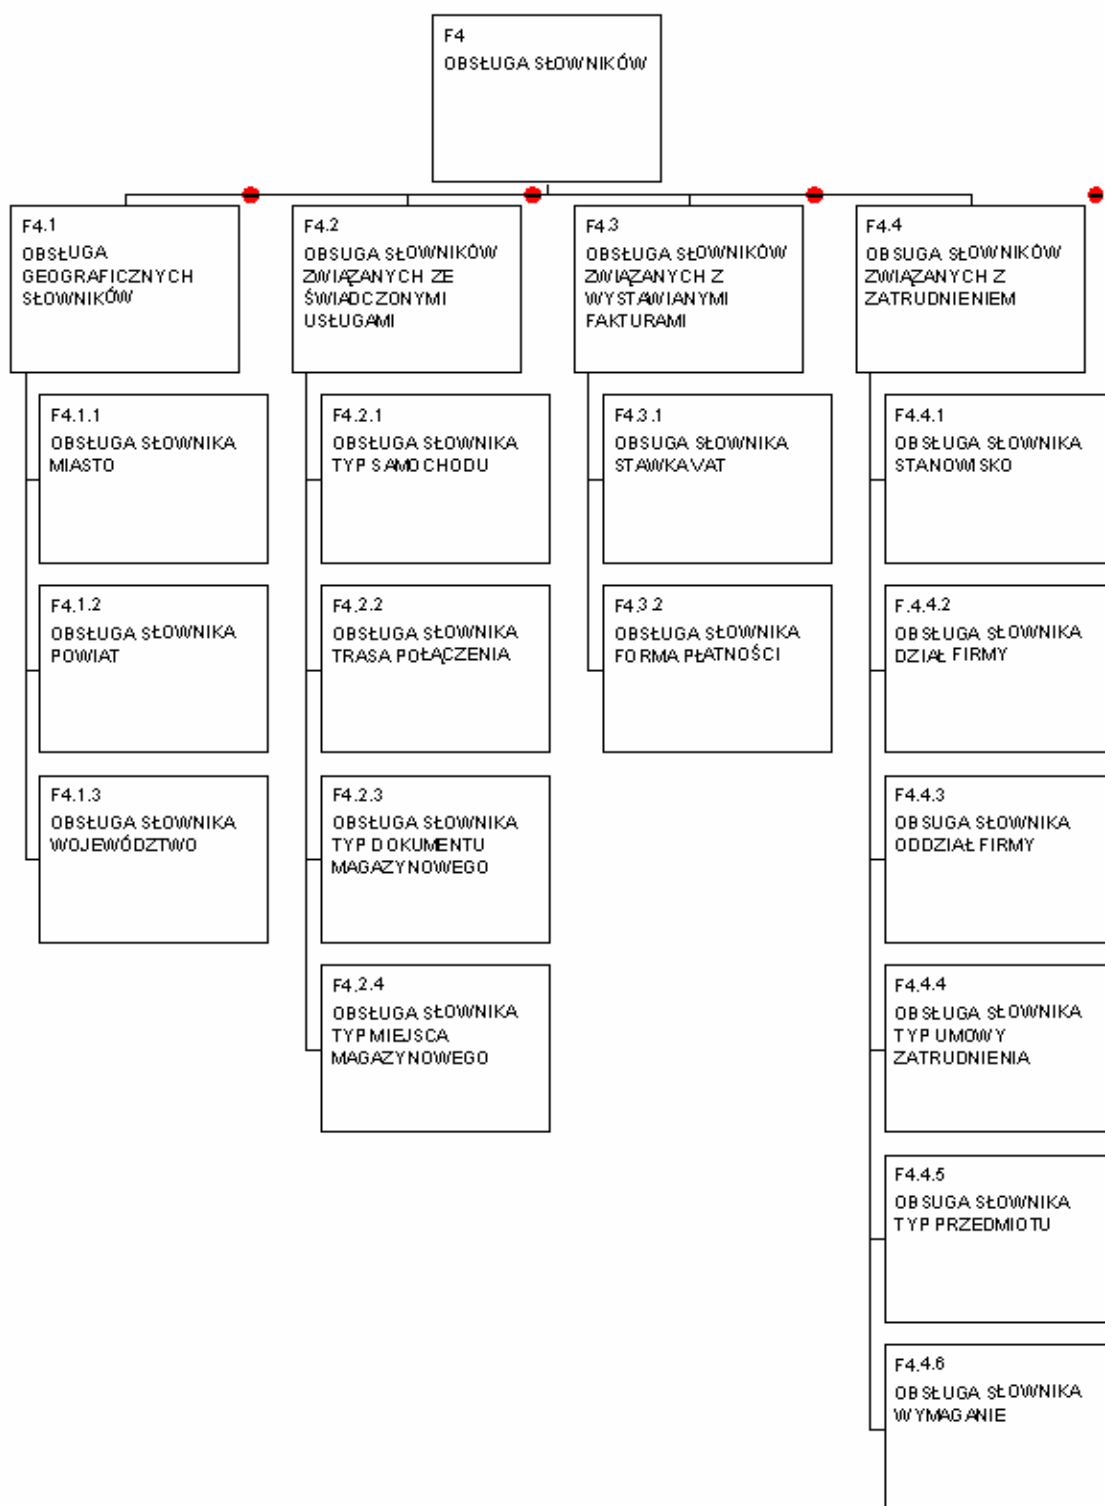 F4
OBSŁUGA SŁOWNIKÓW
F4.1
OBSŁUGA
GEOGRAFICZNYCH
SŁOWNIKÓW
F4.2
OBSUGA SŁOWNIKÓW
ZWIĄZANYCH ZE
ŚWIADCZONYMI
USŁUGAMI
F4.3
OBSŁUGA SŁOWNIKÓW
ZWIĄZANYCH Z
WYSTAWIANYMI
FAKTURAMI
F4.4
OBSUGA SŁOWNIKÓW
ZWIĄZANYCH Z
ZATRUDNIENIEM
F4.1.1
OBSŁUGA SŁOWNIKA
MIASTO
F4.2.1
OBSŁUGA SŁOWNIKA
TYP SAMOCHODU
F4.3.1
OBSUGA SŁOWNIKA
STAWKA VAT
F4.4.1
OBSŁUGA SŁOWNIKA
STANOWISKO
F4.1.2
OBSŁUGA SŁOWNIKA
POWIAT
F4.2.2
OBSŁUGA SŁOWNIKA
TRASA POŁĄCZENIA
F4.3.2
OBSŁUGA SŁOWNIKA
FORMA PŁATNOŚCI
F.4.4.2
OBSŁUGA SŁOWNIKA
DZIAŁ FIRMY
F4.1.3
OBSŁUGA SŁOWNIKA
WOJEWÓDZTWO
F4.2.3
OBSŁUGA SŁOWNIKA
TYP DOKUMENTU
MAGAZYNOWEGO
F4.4.3
OBSUGA SŁOWNIKA
ODDZIAŁ FIRMY
F4.2.4
OBSŁUGA SŁOWNIKA
TYP MIEJSCA
MAGAZYNOWEGO
F4.4.4
OBSŁUGA SŁOWNIKA
TYP UMOWY
ZATRUDNIENIA
F4.4.5
OBSUGA SŁOWNIKA
TYP PRZEDMIOTU
F4.4.6
OBSŁUGA SŁOWNIKA
WYMAGANIE